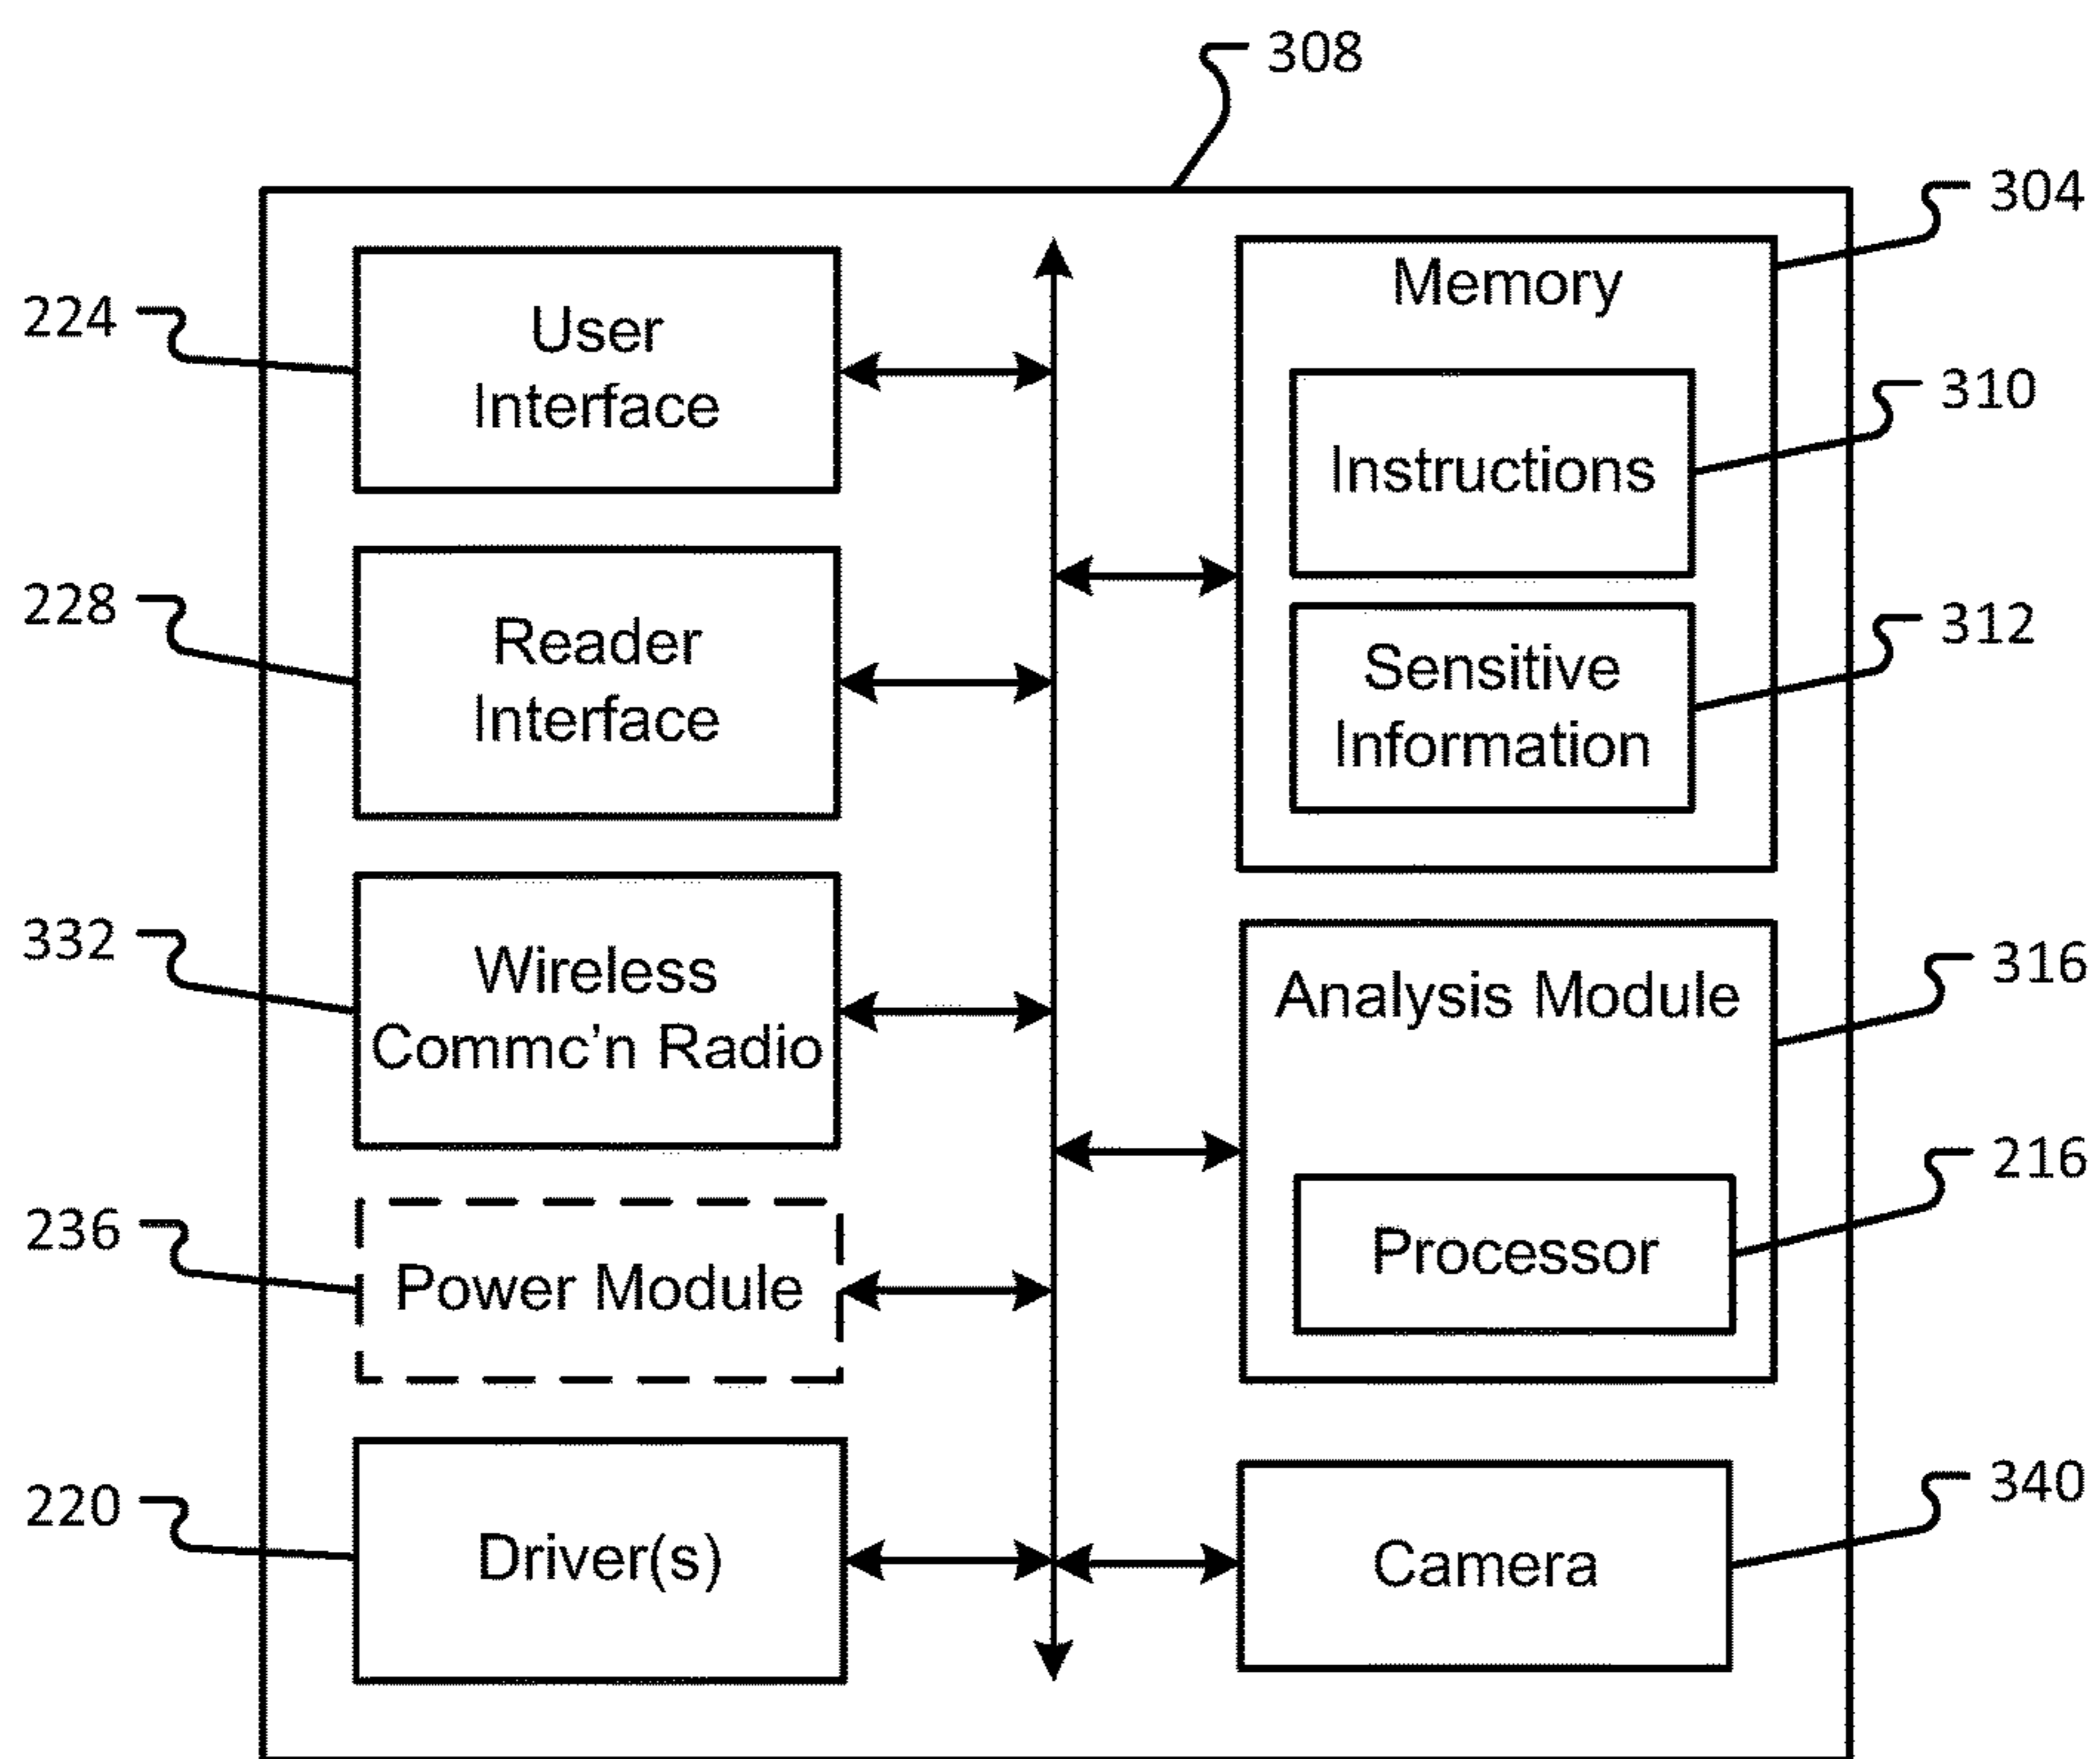 308
304
224
User
Interface
Memory
310
Instructions
228
Reader
Interface
312
Sensitive
Information
332
Wireless
Commc'n Radio
316
Analysis Module
236
Power Module
216
Processor
220
Driver(s)
340
Camera